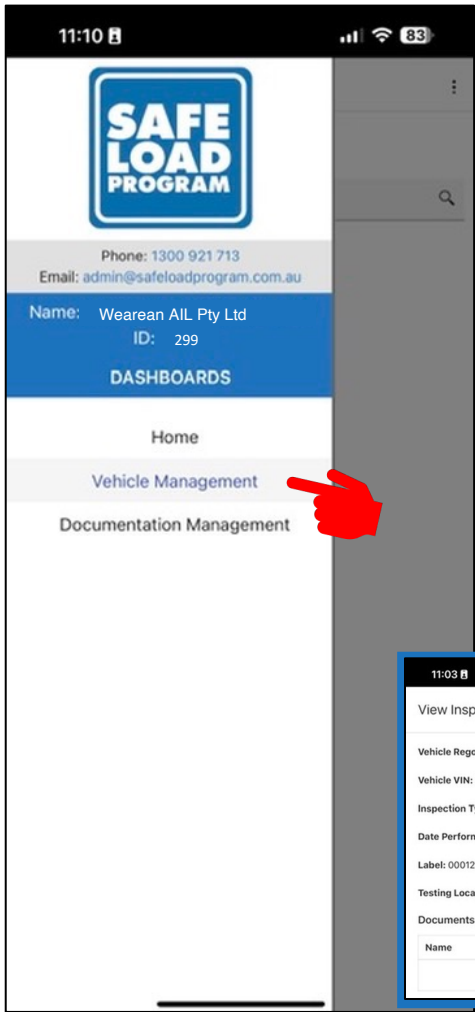 11:10
83
SAFE
LOAD
PROGRAM
Phone: 1300 921 713
Email: admin@safeloadprogram.com.au
Name: Wearean AIL Pty Ltd
ID: 299
DASHBOARDS
Home
Vehicle Management
Documentation Management
11:03
View Insp
Vehicle Rego
Vehicle VIN:
Inspection T
Date Perform
Label: 00012
Testing Loca
Documents
Name